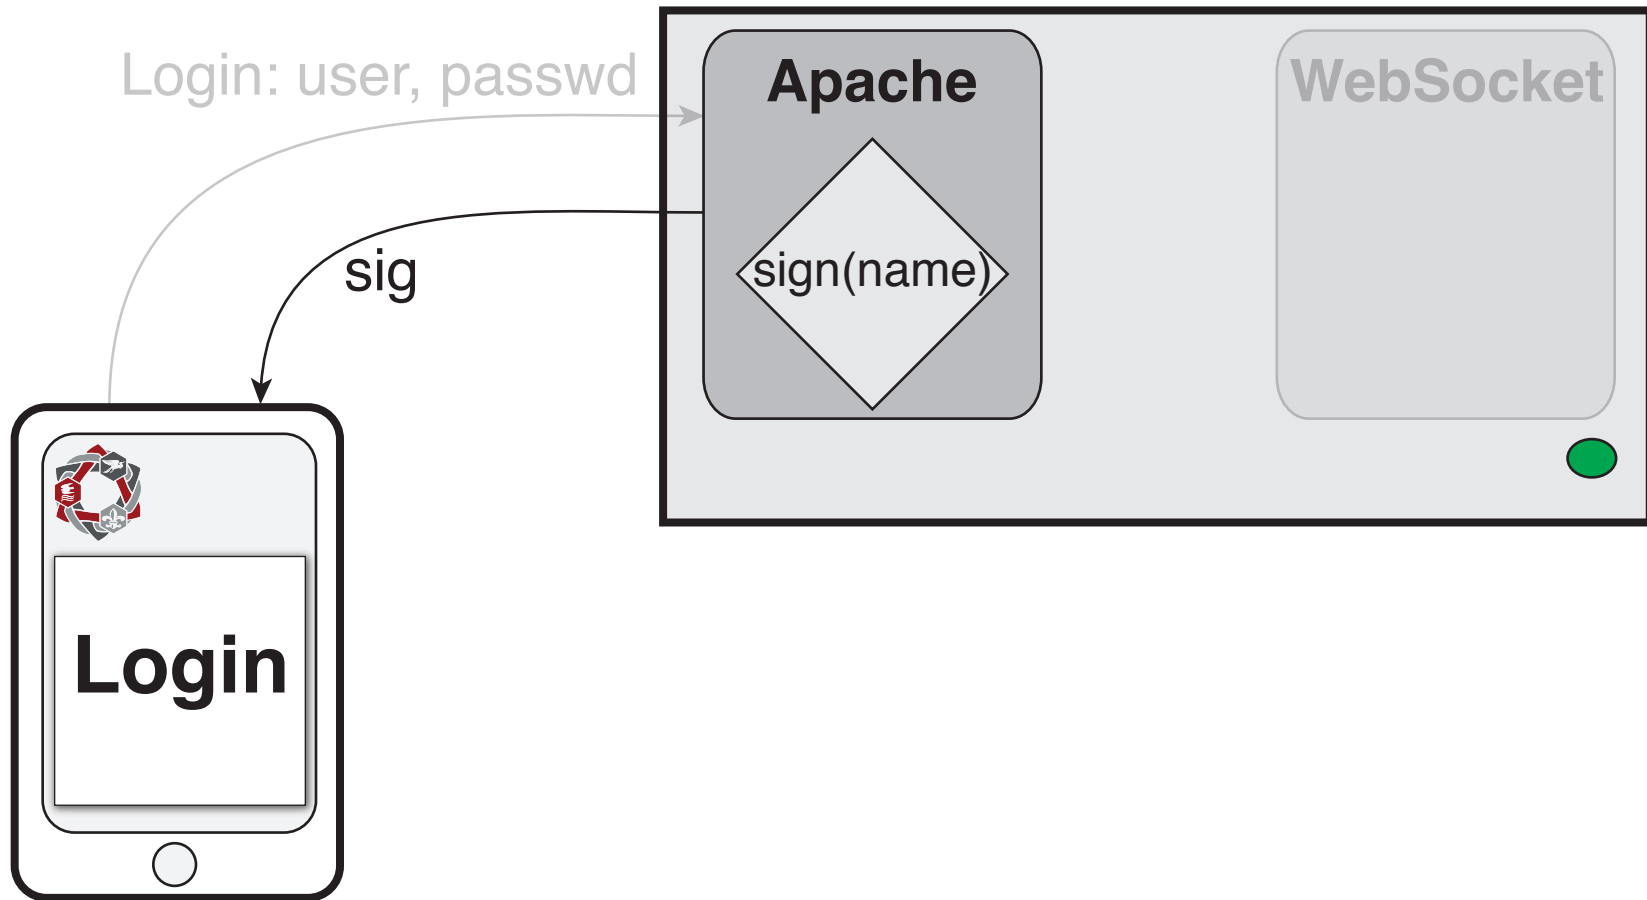 Login: user, passwd
Apache
WebSocket
sign(name)
sig
Login